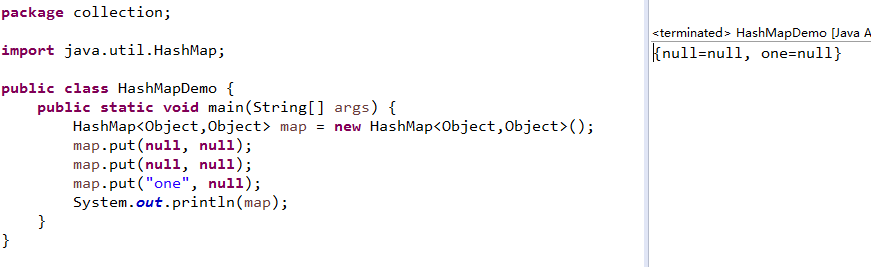 package collection;
import java.util.HashMap;
public class HashMapDemo {
public static void main(String[] args) {
HashMap<Object,Object> map = new HashMap<Object,Object>();
map.put(null, null);
map.put(null, null);
map.put("one", null);
System.out.println(map);
}
}
<terminated> HashMapDemo [Java A
{null=null, one=null}